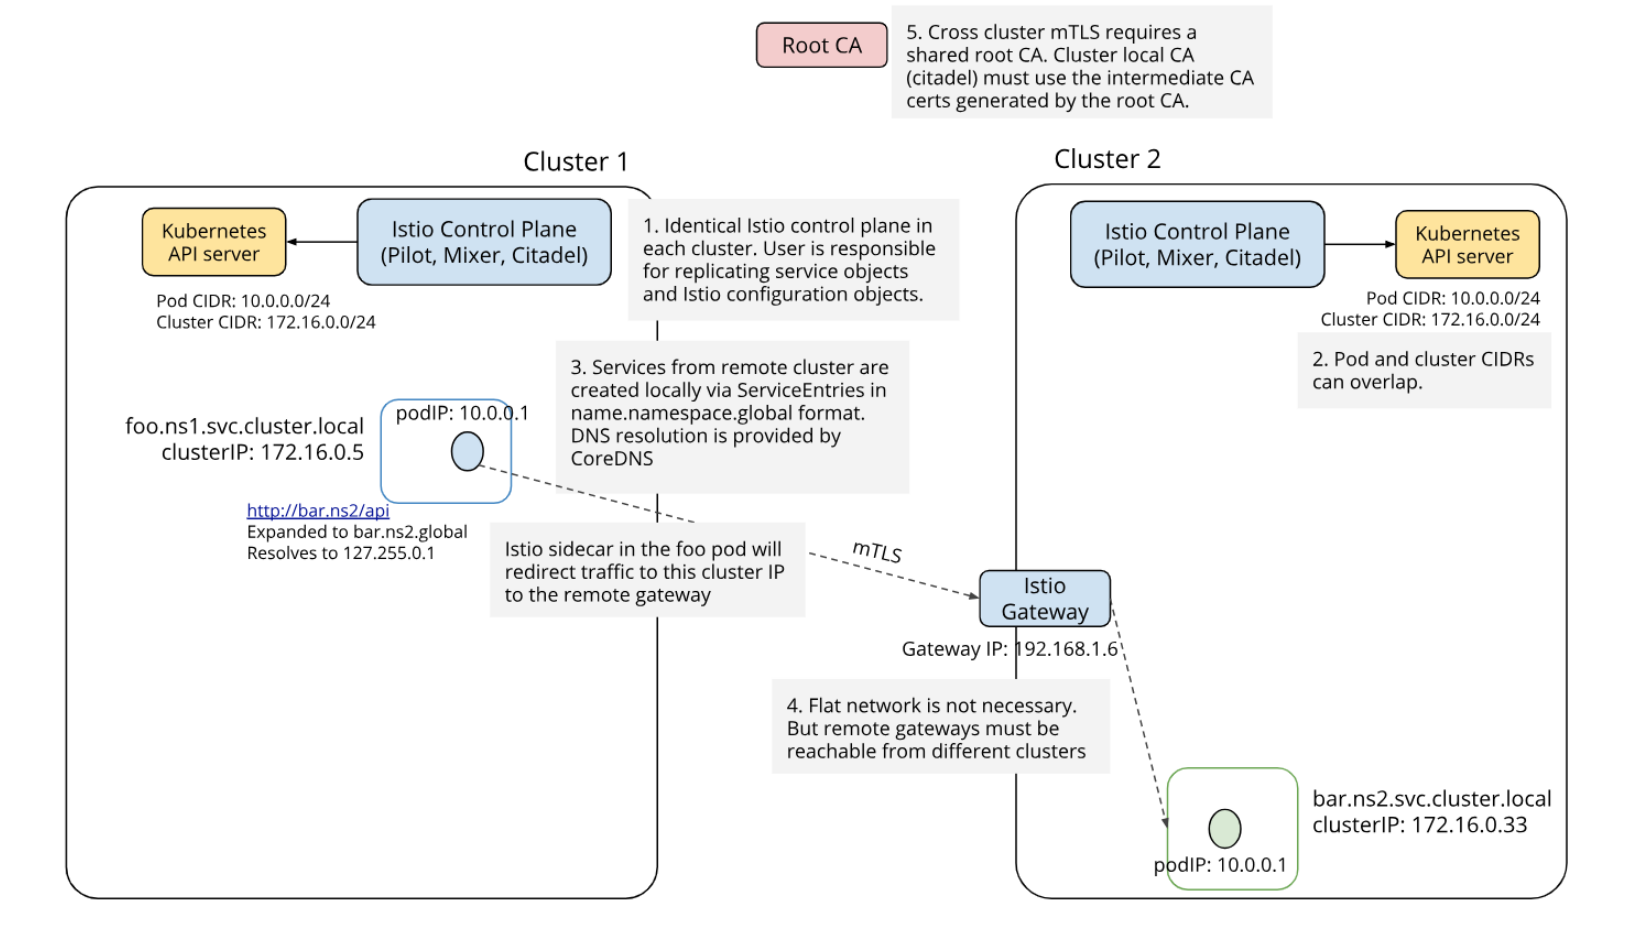 Root CA
5. Cross cluster mTLS requires a
shared root CA. Cluster local CA
(citadel) must use the intermediate CA
certs generated by the root CA.
Cluster 1
Cluster 2
Kubernetes
API server
Istio Control Plane
(Pilot, Mixer, Citadel)
Pod CIDR: 10.0.0.0/24
Cluster CIDR: 172.16.0.0/24
1. Identical Istio control plane in
each cluster. User is responsible
for replicating service objects
and Istio configuration objects.
Istio Control Plane
(Pilot, Mixer, Citadel)
Kubernetes
API server
Pod CIDR: 10.0.0.0/24
Cluster CIDR: 172.16.0.0/24
2. Pod and cluster CIDRs
can overlap.
3. Services from remote cluster are
created locally via ServiceEntries in
name.namespace.global format.
DNS resolution is provided by
CoreDNS
podIP: 10.0.0.1
foo.ns1.svc.cluster.local
clusterIP: 172.16.0.5
http://bar.ns2/api
Expanded to bar.ns2.global
Resolves to 127.255.0.1
Istio sidecar in the foo pod will
redirect traffic to this cluster IP
to the remote gateway
mTLS
Istio
Gateway
Gateway IP: 192.168.1.6
4. Flat network is not necessary.
But remote gateways must be
reachable from different clusters
bar.ns2.svc.cluster.local
clusterIP: 172.16.0.33
podIP: 10.0.0.1